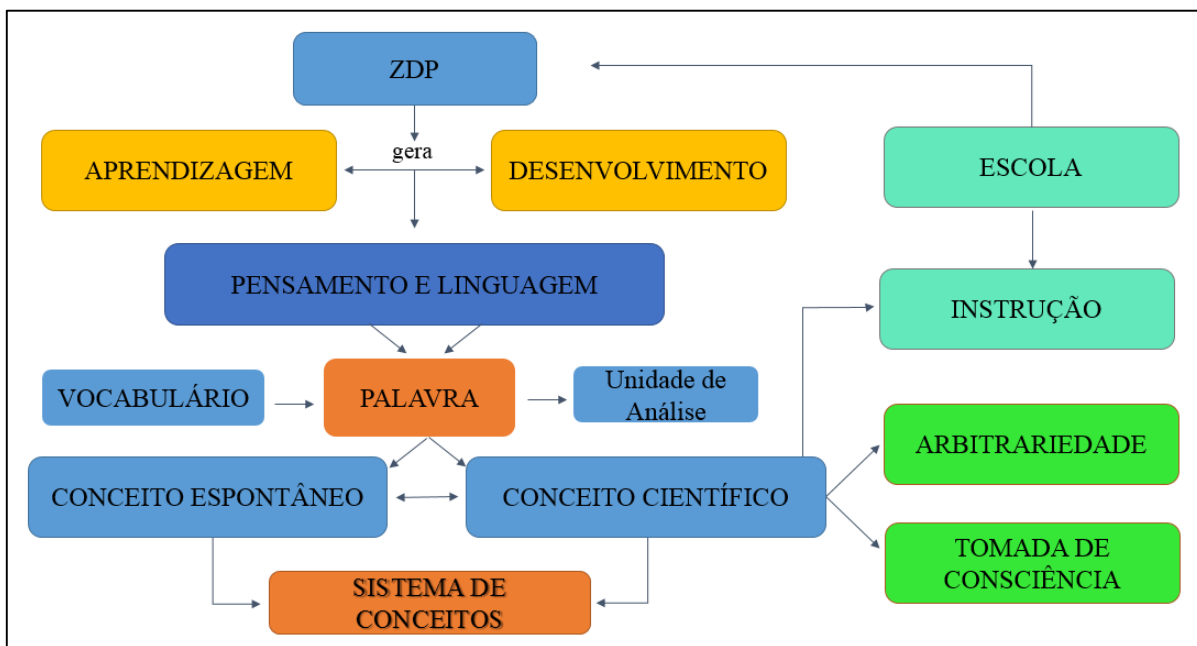 ZDP
gera
APRENDIZAGEM
DESENVOLVIMENTO
ESCOLA
PENSAMENTO E LINGUAGEM
INSTRUÇÃO
VOCABULÁRIO
PALAVRA
Unidade de
Análise
ARBITRARIEDADE
CONCEITO ESPONTÂNEO
CONCEITO CIENTÍFICO
TOMADA DE
CONSCIÊNCIA
SISTEMA DE
CONCEITOS